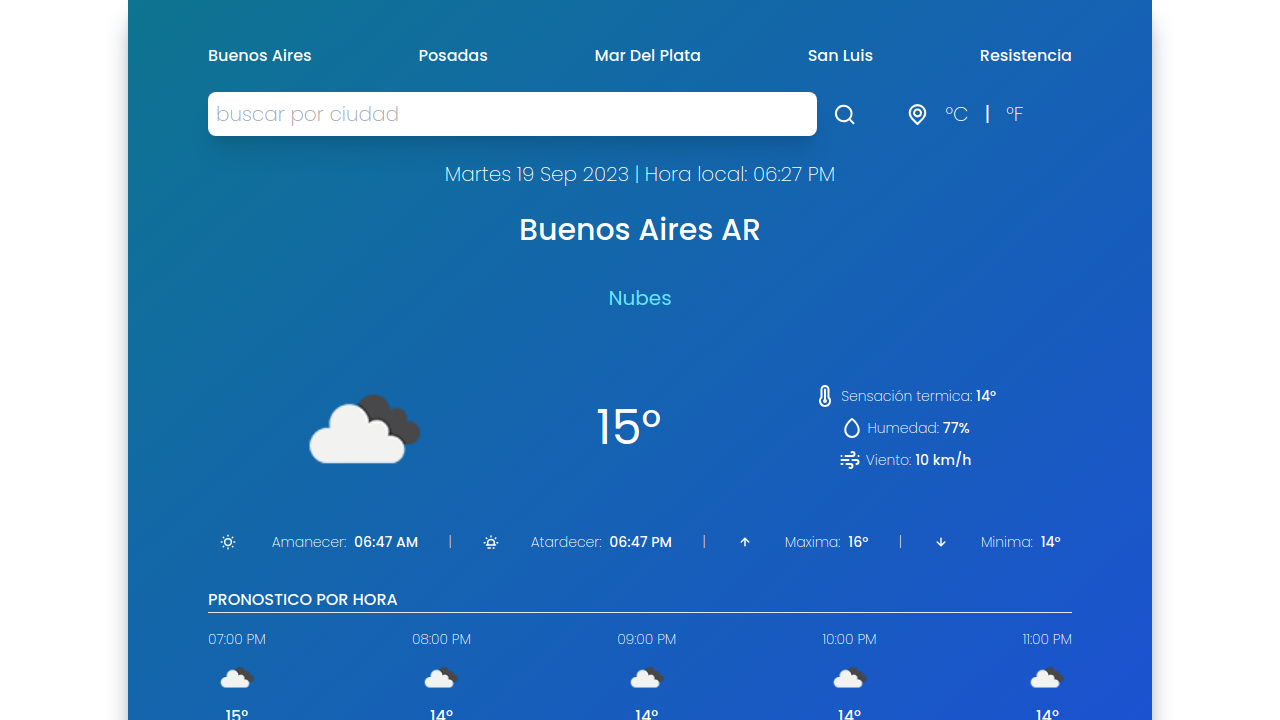 Buenos Aires Posadas Mar Del Plata San Luis Resistencia
buscar por ciudad °C | °F
Martes 19 Sep 2023 | Hora local: 06:27 PM
Buenos Aires AR
Nubes
15°
Sensación termica: 14°
Humedad: 77%
Viento: 10 km/h
Amanecer: 06:47 AM | Atardecer: 06:47 PM | Maxima: 16° | Minima: 14°
PRONOSTICO POR HORA
07:00 PM 08:00 PM 09:00 PM 10:00 PM 11:00 PM
15° 14° 14° 14° 14°